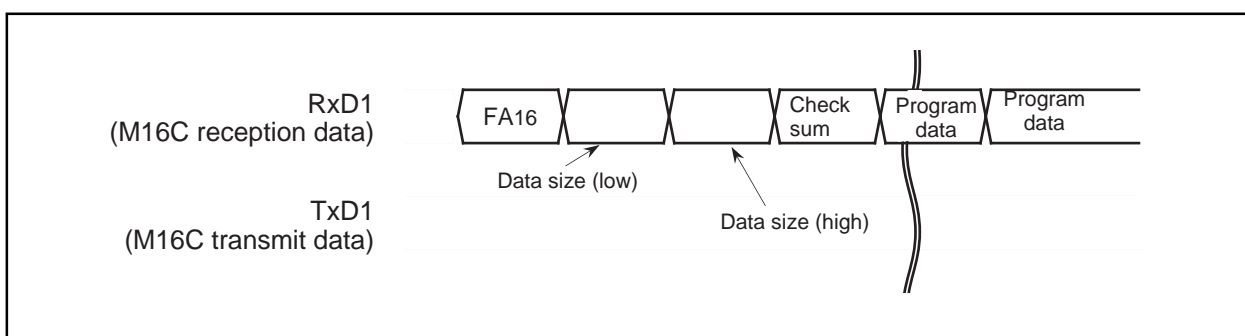 RxD1
(M16C reception data)
FA16
Check
sum
Program
data
Program
data
Data size (low)
Data size (high)
TxD1
(M16C transmit data)